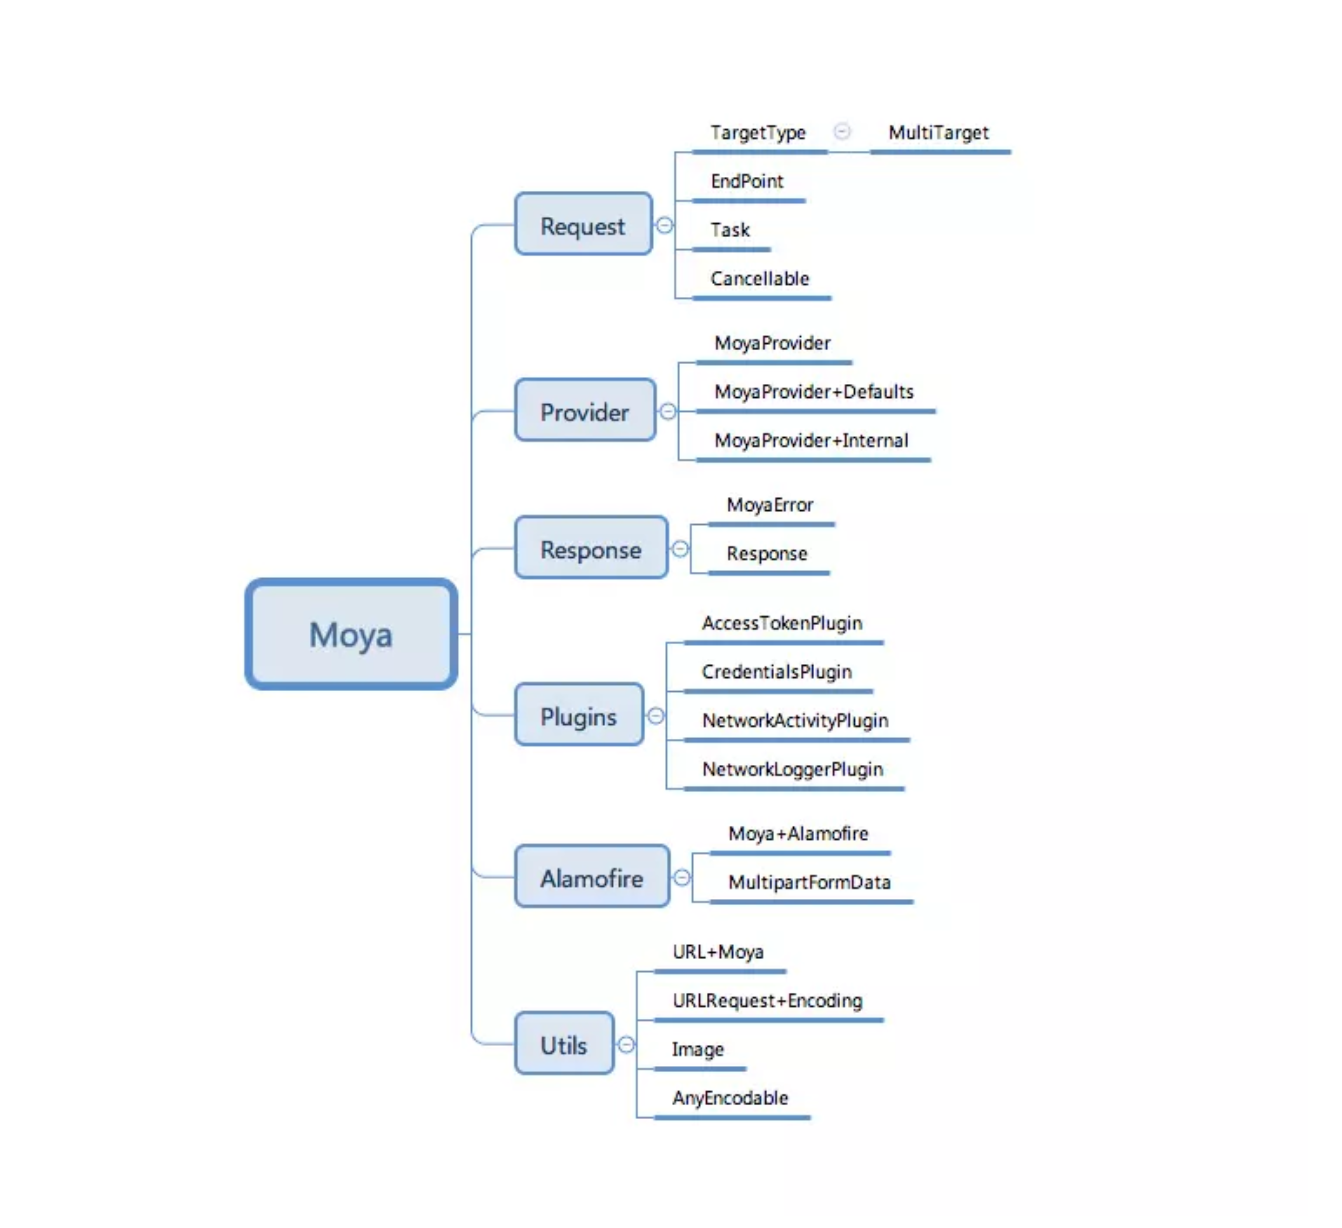 Moya
Request
TargetType
MultiTarget
EndPoint
Task
Cancellable
Provider
MoyaProvider
MoyaProvider+Defaults
MoyaProvider+Internal
Response
MoyaError
Response
Plugins
AccessTokenPlugin
CredentialsPlugin
NetworkActivityPlugin
NetworkLoggerPlugin
Alamofire
Moya+Alamofire
MultipartFormData
Utils
URL+Moya
URLRequest+Encoding
Image
AnyEncodable